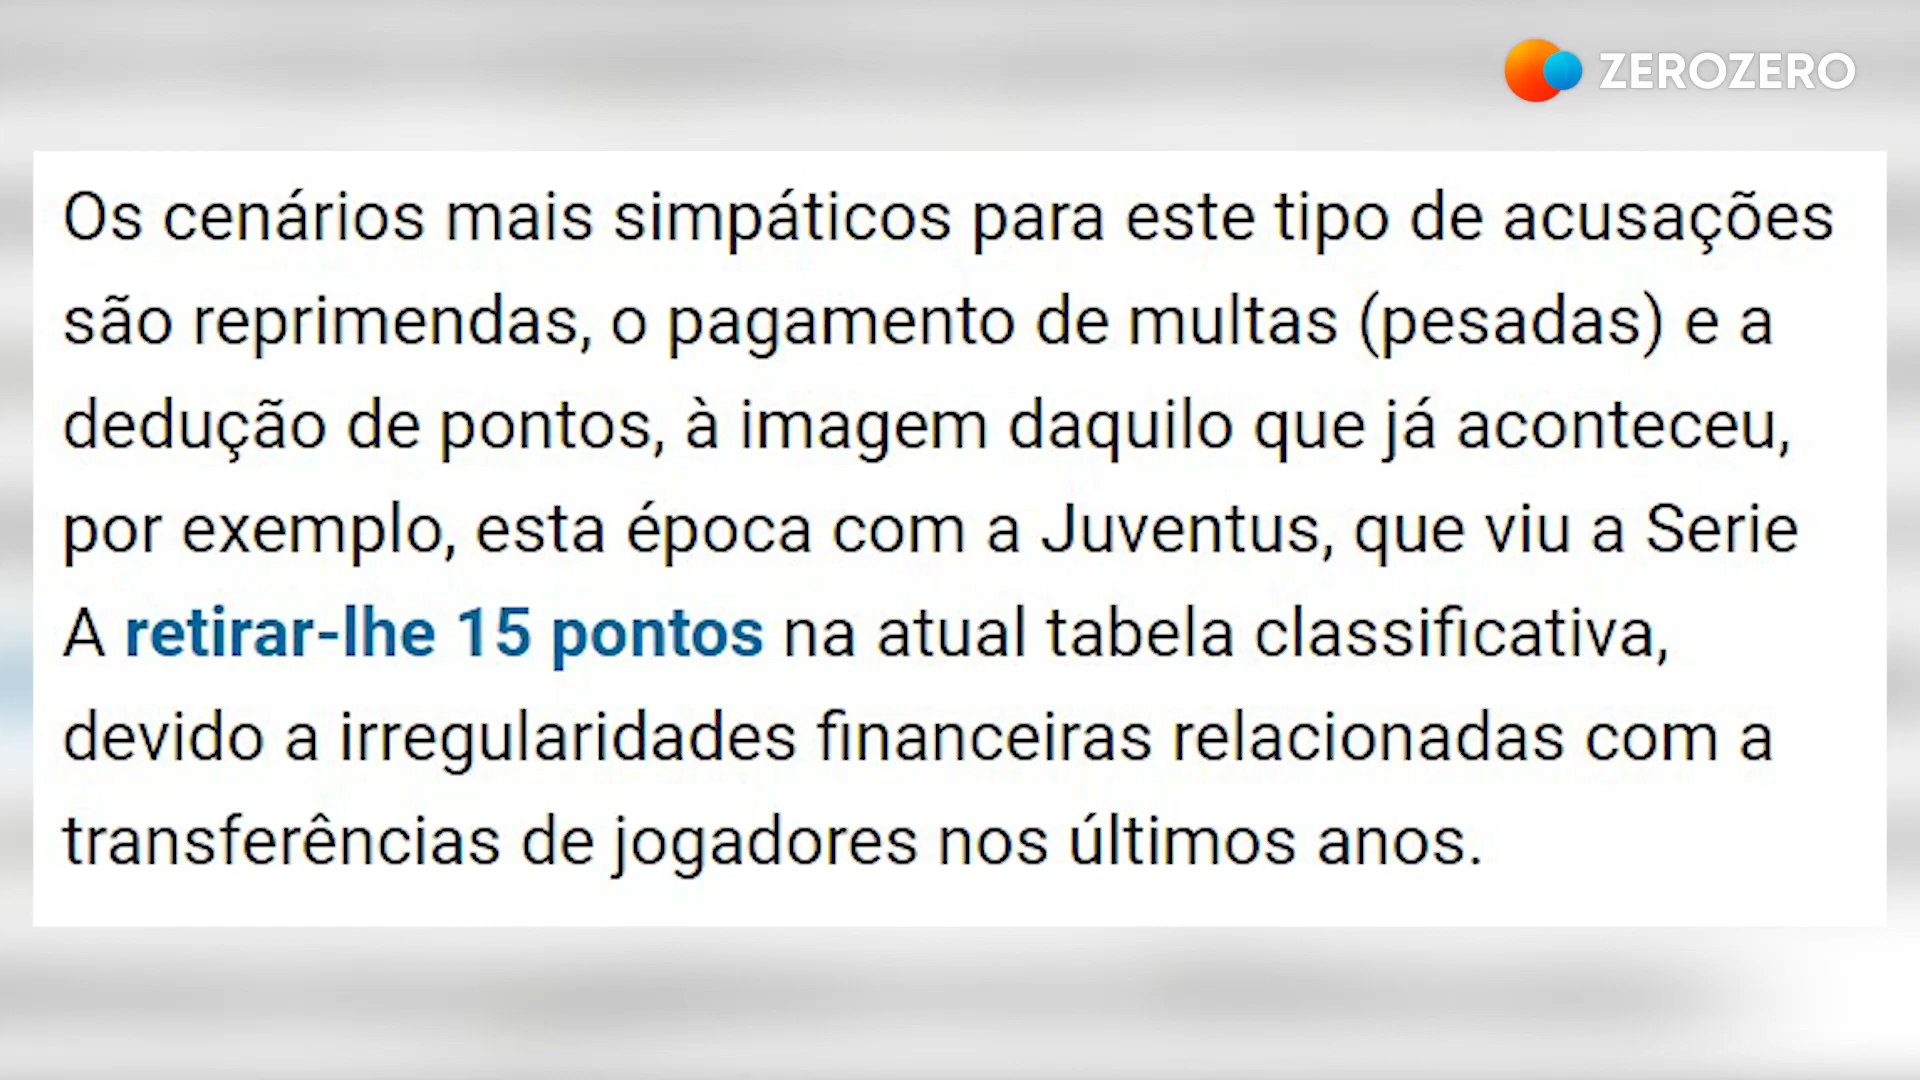 ZEROZERO
Os cenários mais simpáticos para este tipo de acusações
são reprimendas, o pagamento de multas (pesadas) e a
dedução de pontos, à imagem daquilo que já aconteceu,
por exemplo, esta época com a Juventus, que viu a Serie
A retirar-lhe 15 pontos na atual tabela classificativa,
devido a irregularidades financeiras relacionadas com a
transferências de jogadores nos últimos anos.